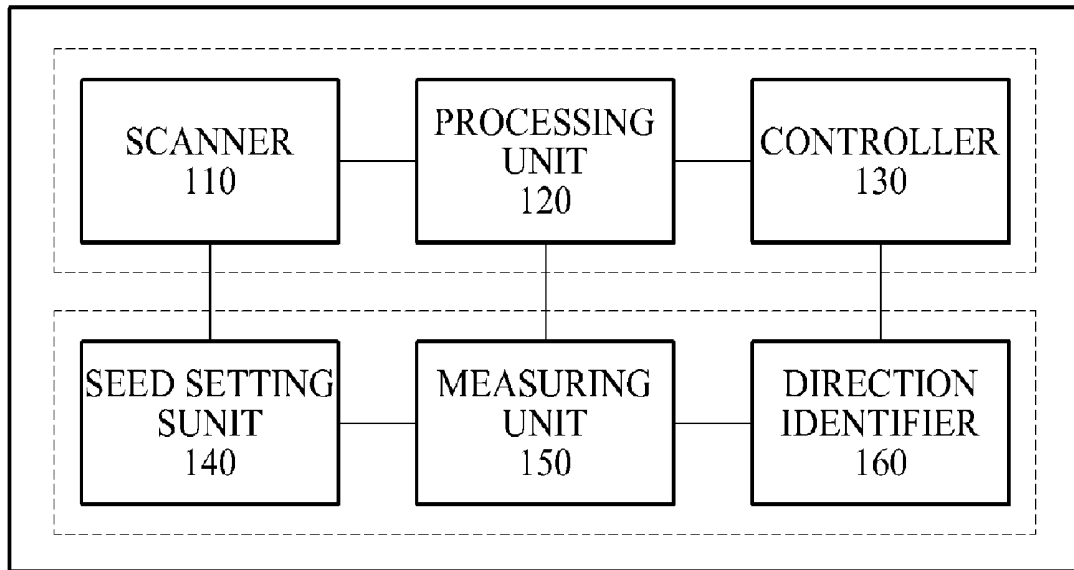 SCANNER
110
PROCESSING
UNIT
120
CONTROLLER
130
SEED SETTING
SUNIT
140
MEASURING
UNIT
150
DIRECTION
IDENTIFIER
160